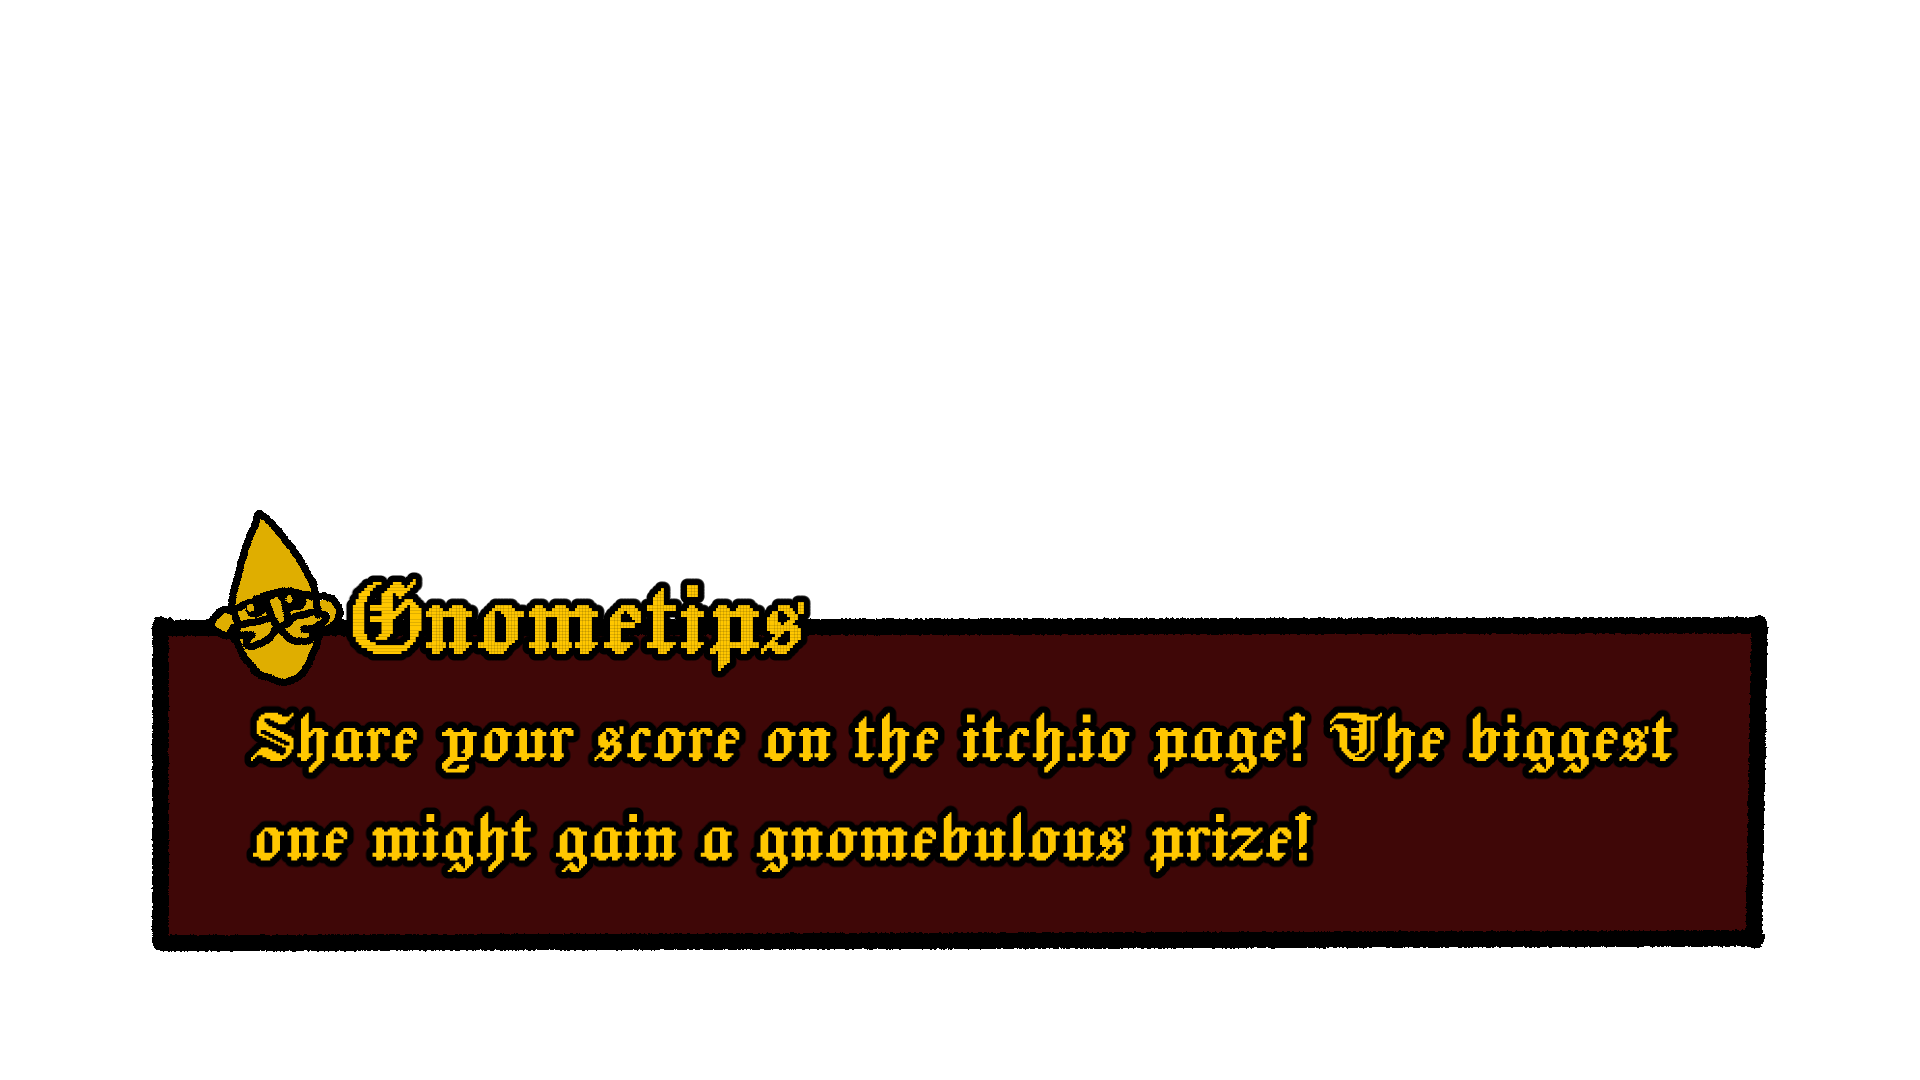 Gnometips
Share your score on the itch.io page! The biggest
one might gain a gnomebulous prize!